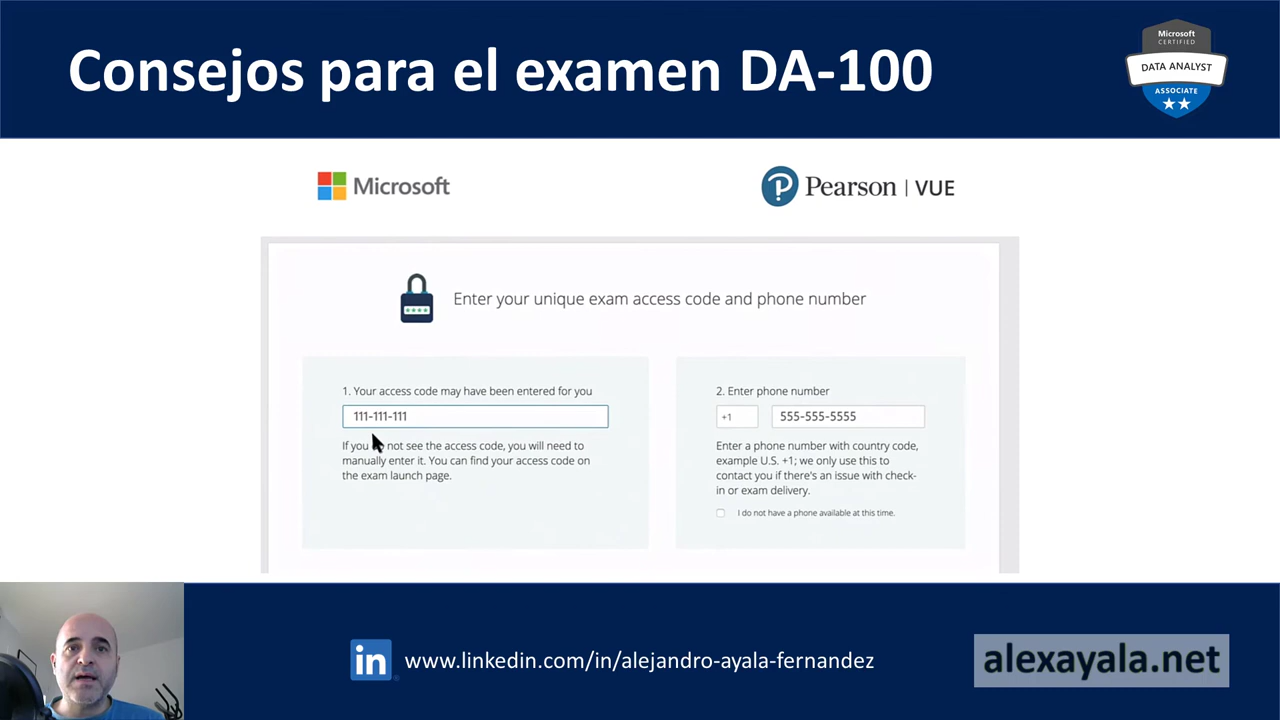 Consejos para el examen DA-100
Microsoft
CERTIFIED
DATA ANALYST
ASSOCIATE
Microsoft
Pearson | VUE
Enter your unique exam access code and phone number
1. Your access code may have been entered for you
111-111-111
If you do not see the access code, you will need to
manually enter it. You can find your access code on
the exam launch page.
2. Enter phone number
+1
555-555-5555
Enter a phone number with country code,
example U.S. +1; we only use this to
contact you if there's an issue with check-
in or exam delivery.
I do not have a phone available at this time.
in
www.linkedin.com/in/alejandro-ayala-fernandez
alexayala.net